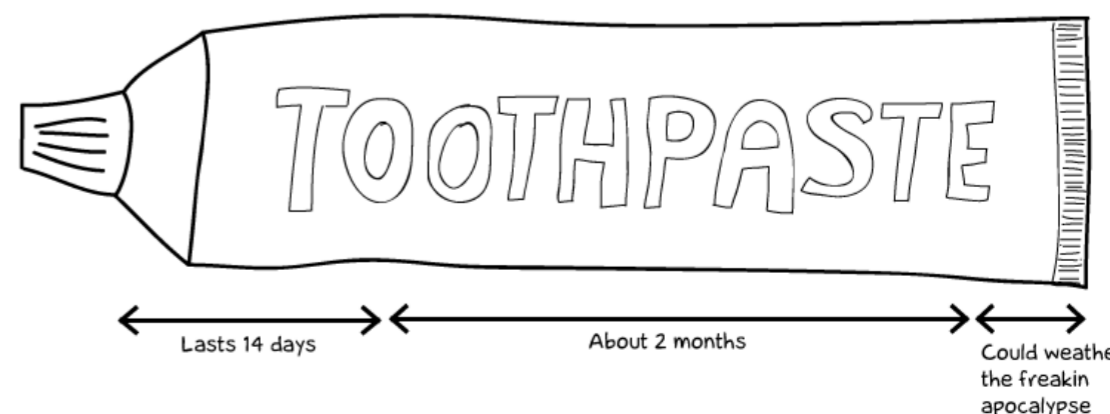 TOOTHPASTE
Lasts 14 days
About 2 months
Could weathe
the freakin
apocalypse